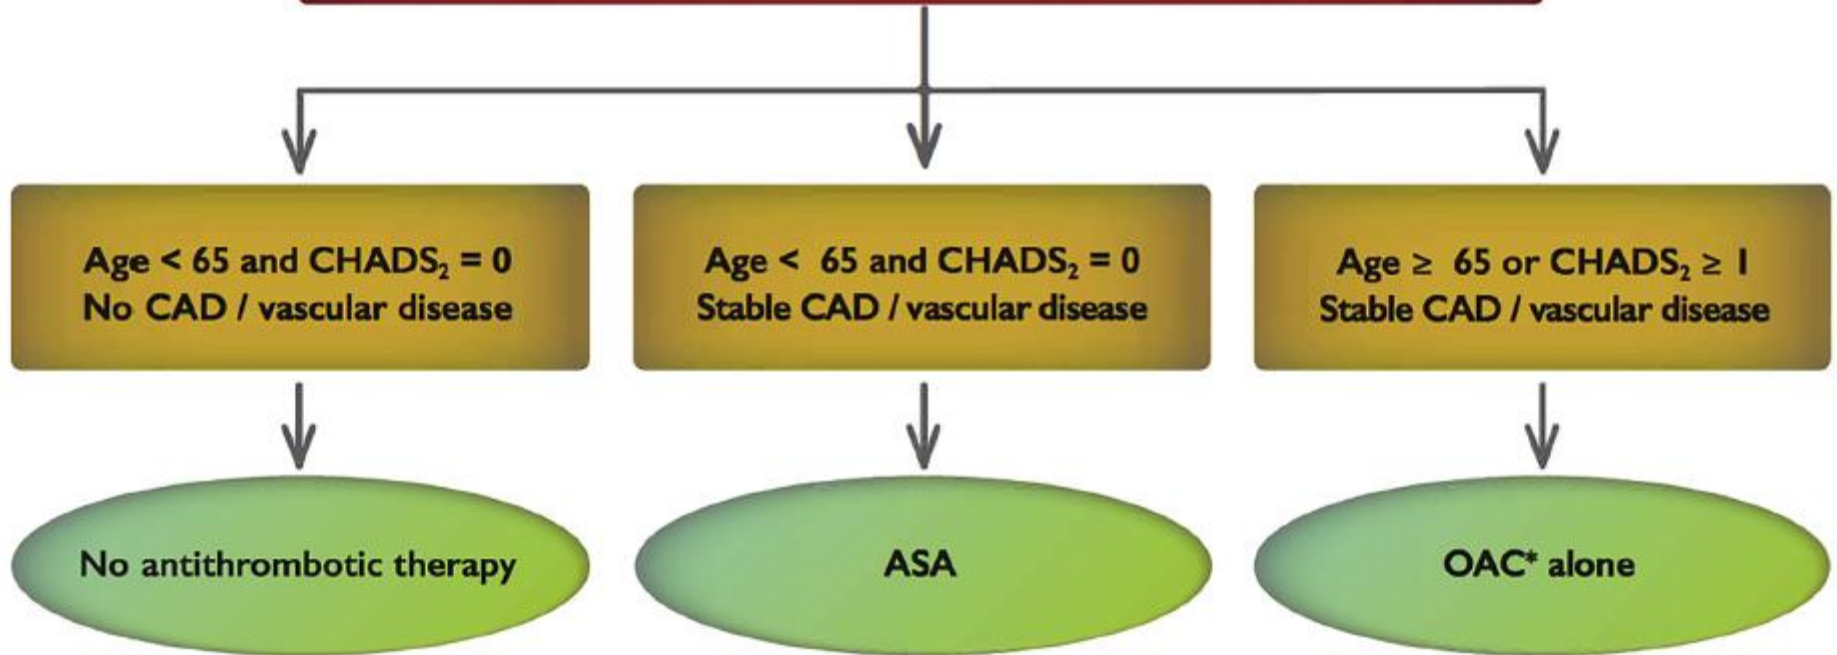 Age < 65 and CHADS₂ = 0
No CAD / vascular disease
Age <  65 and CHADS₂ = 0
Stable CAD / vascular disease
Age ≥  65 or CHADS₂ ≥ 1
Stable CAD / vascular disease
No antithrombotic therapy
ASA
OAC* alone